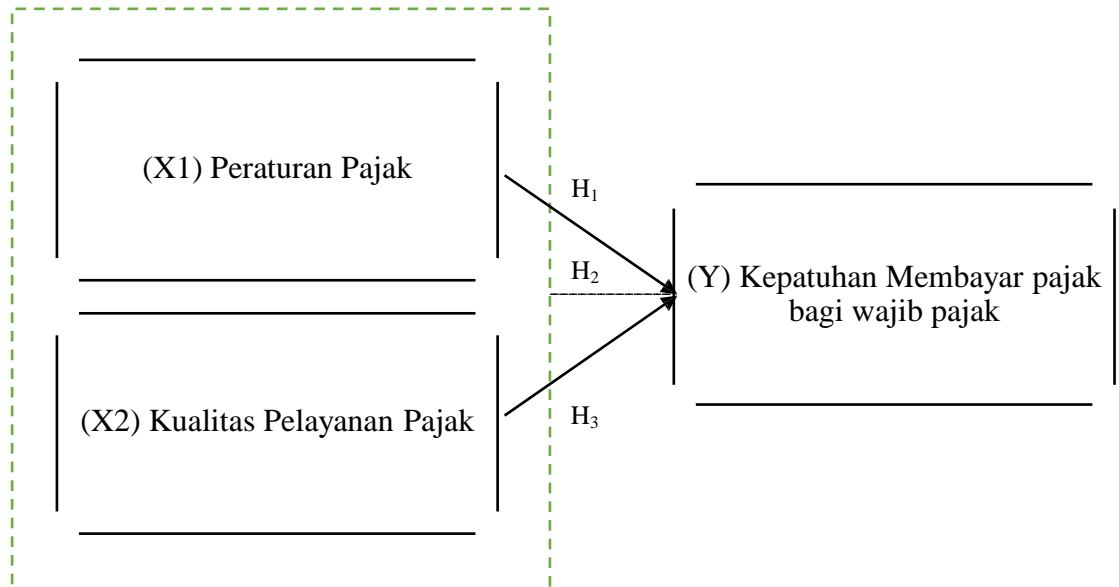 (X1) Peraturan Pajak
H₁
H₂
(Y) Kepatuhan Membayar pajak
bagi wajib pajak
(X2) Kualitas Pelayanan Pajak
H₃